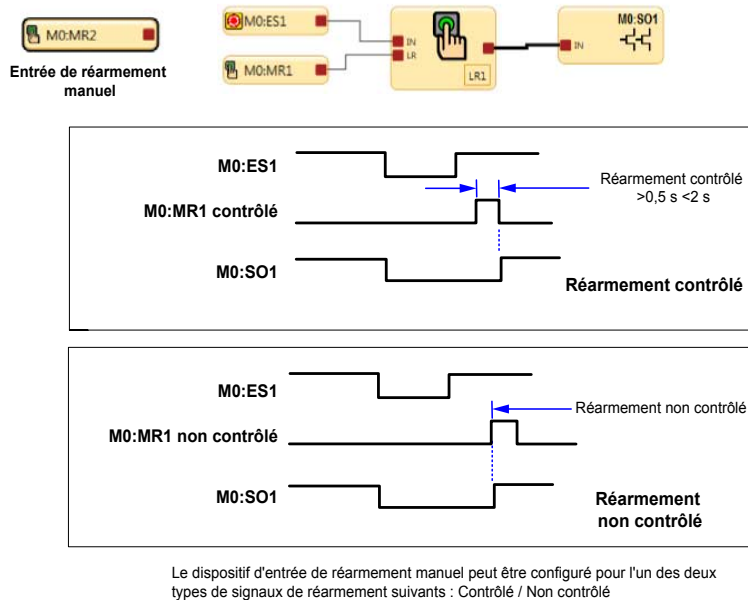 M0:MR2
Entrée de réarmement
manuel
M0:ES1
M0:MR1
IN
LR
LR1
M0:SO1
IN
M0:ES1
M0:MR1 contrôlé
M0:SO1
Réarmement contrôlé
>0,5 s <2 s
Réarmement contrôlé
M0:ES1
M0:MR1 non contrôlé
M0:SO1
Réarmement non contrôlé
Réarmement
non contrôlé
Le dispositif d'entrée de réarmement manuel peut être configuré pour l'un des deux
types de signaux de réarmement suivants : Contrôlé / Non contrôlé